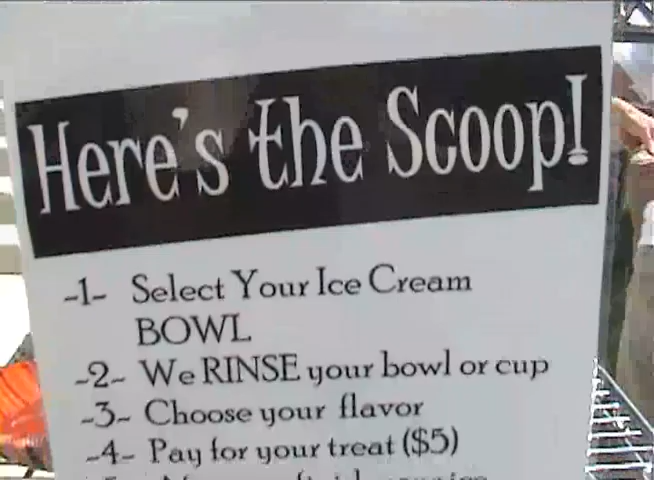 Here's the Scoop!
-1- Select Your Ice Cream
BOWL
-2- We RINSE your bowl or cup
-3- Choose your flavor
-4- Pay for your treat ($5)